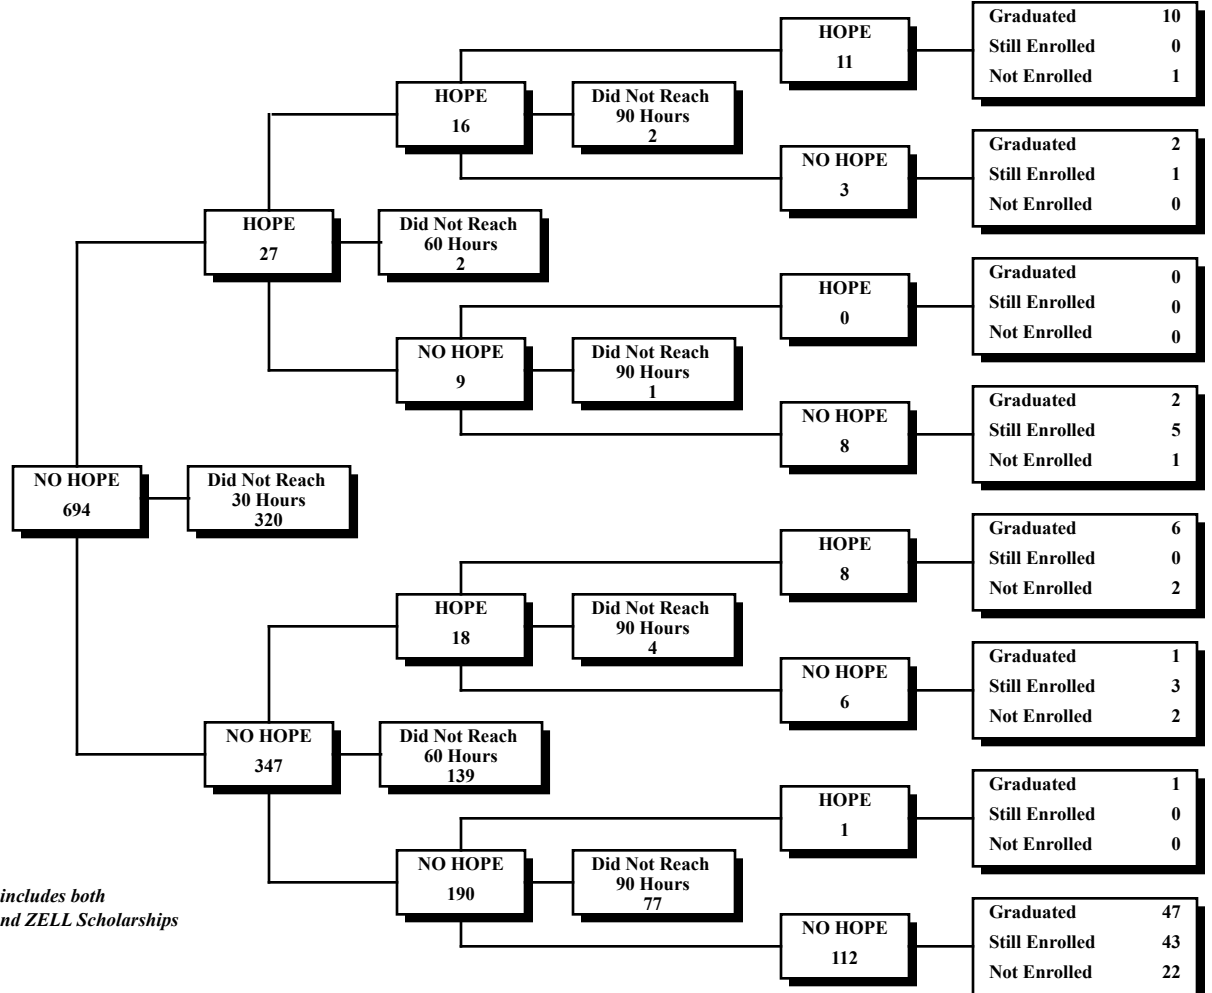 HOPE
11
Graduated 10
Still Enrolled 0
Not Enrolled 1
HOPE
16
Did Not Reach
90 Hours
2
NO HOPE
3
Graduated 2
Still Enrolled 1
Not Enrolled 0
HOPE
27
Did Not Reach
60 Hours
2
HOPE
0
Graduated 0
Still Enrolled 0
Not Enrolled 0
NO HOPE
9
Did Not Reach
90 Hours
1
NO HOPE
8
Graduated 2
Still Enrolled 5
Not Enrolled 1
NO HOPE
694
Did Not Reach
30 Hours
320
HOPE
8
Graduated 6
Still Enrolled 0
Not Enrolled 2
HOPE
18
Did Not Reach
90 Hours
4
NO HOPE
6
Graduated 1
Still Enrolled 3
Not Enrolled 2
NO HOPE
347
Did Not Reach
60 Hours
139
HOPE
1
Graduated 1
Still Enrolled 0
Not Enrolled 0
NO HOPE
190
Did Not Reach
90 Hours
77
NO HOPE
112
Graduated 47
Still Enrolled 43
Not Enrolled 22
includes both
nd ZELL Scholarships